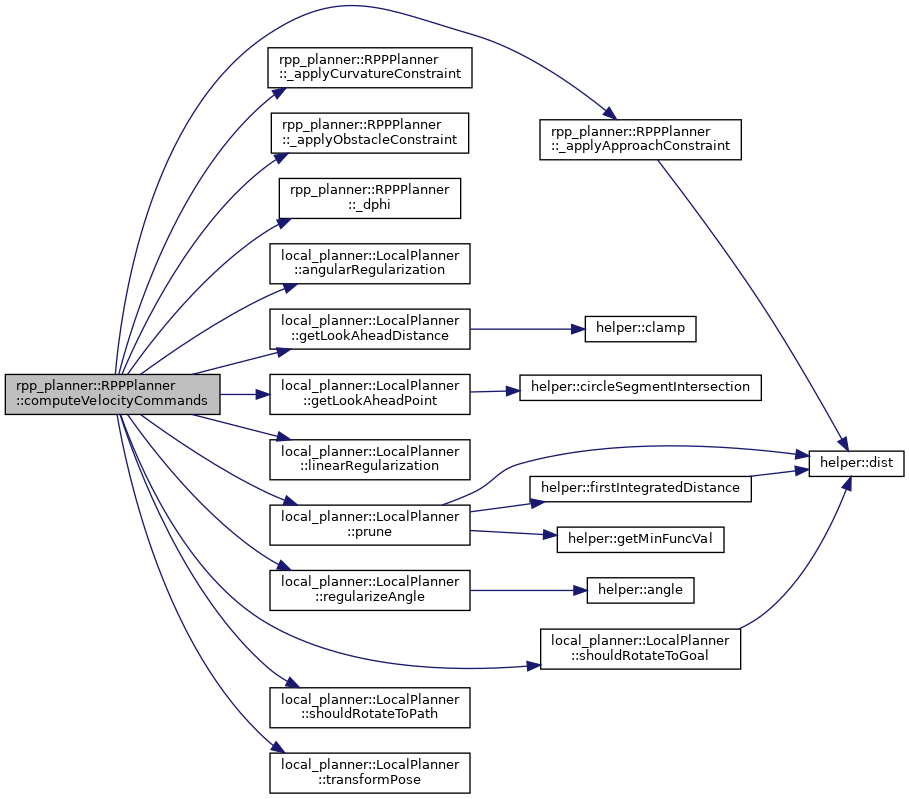 rpp_planner::RPPPlanner
::computeVelocityCommands
rpp_planner::RPPPlanner
::_applyCurvatureConstraint
rpp_planner::RPPPlanner
::_applyObstacleConstraint
rpp_planner::RPPPlanner
::_dphi
local_planner::LocalPlanner
::angularRegularization
local_planner::LocalPlanner
::getLookAheadDistance
local_planner::LocalPlanner
::getLookAheadPoint
local_planner::LocalPlanner
::linearRegularization
local_planner::LocalPlanner
::prune
local_planner::LocalPlanner
::regularizeAngle
local_planner::LocalPlanner
::shouldRotateToPath
local_planner::LocalPlanner
::transformPose
rpp_planner::RPPPlanner
::_applyApproachConstraint
helper::clamp
helper::circleSegmentIntersection
helper::firstIntegratedDistance
helper::getMinFuncVal
helper::angle
local_planner::LocalPlanner
::shouldRotateToGoal
helper::dist